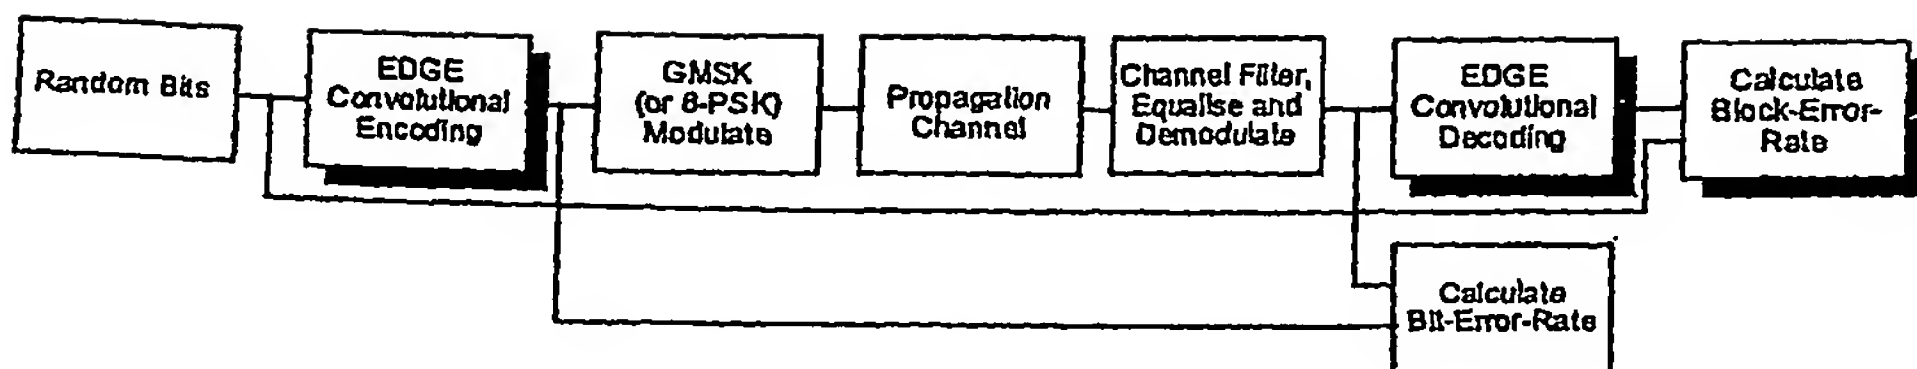 Random Bits
EDGE
Convolutional
Encoding
GMSK
(or 8-PSK)
Modulate
Propagation
Channel
Channel Filter,
Equalise and
Demodulate
EDGE
Convolutional
Decoding
Calculate
Block-Error-
Rate
Calculate
Bit-Error-Rate